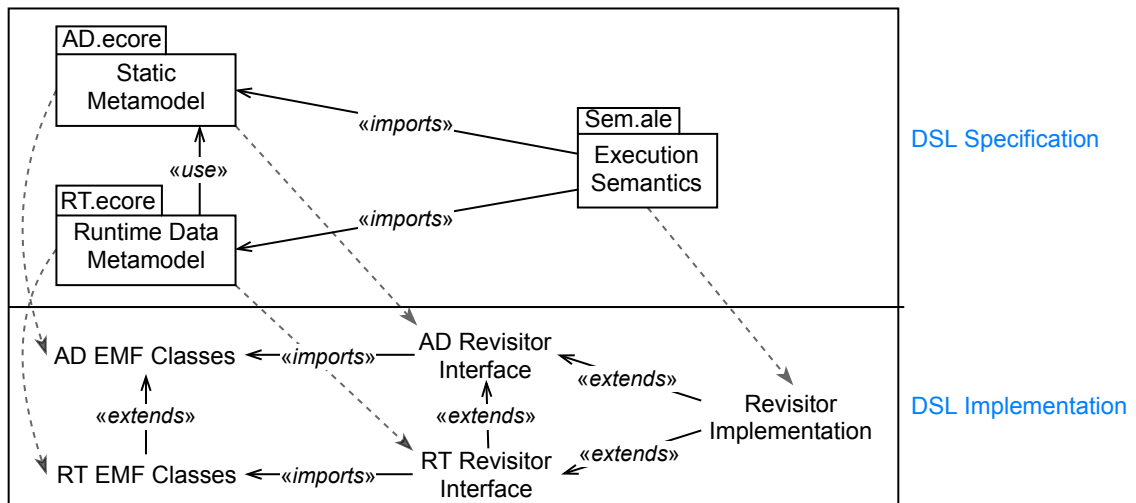 AD.ecore
Static
Metamodel
«imports»
Sem.ale
Execution
Semantics
DSL Specification
«use»
RT.ecore
Runtime Data
Metamodel
«imports»
AD EMF Classes
«imports»
AD Revisitor
Interface
«extends»
«extends»
«extends»
Revisitor
Implementation
DSL Implementation
RT EMF Classes
«imports»
RT Revisitor
Interface
«extends»